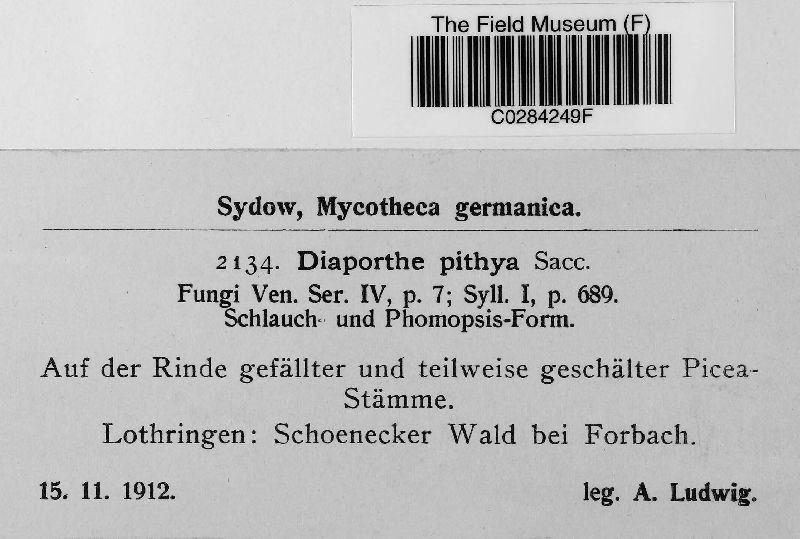 The Field Museum (F)
C0284249F
Sydow, Mycotheca germanica.
2134. Diaporthe pithya Sacc.
Fungi Ven. Ser. IV, p. 7; Syll. I, p. 689.
Schlauch- und Phomopsis-Form.
Auf der Rinde gefällter und teilweise geschälter Picea-
Stämme.
Lothringen: Schoenecker Wald bei Forbach.
15. 11. 1912. leg. A. Ludwig.